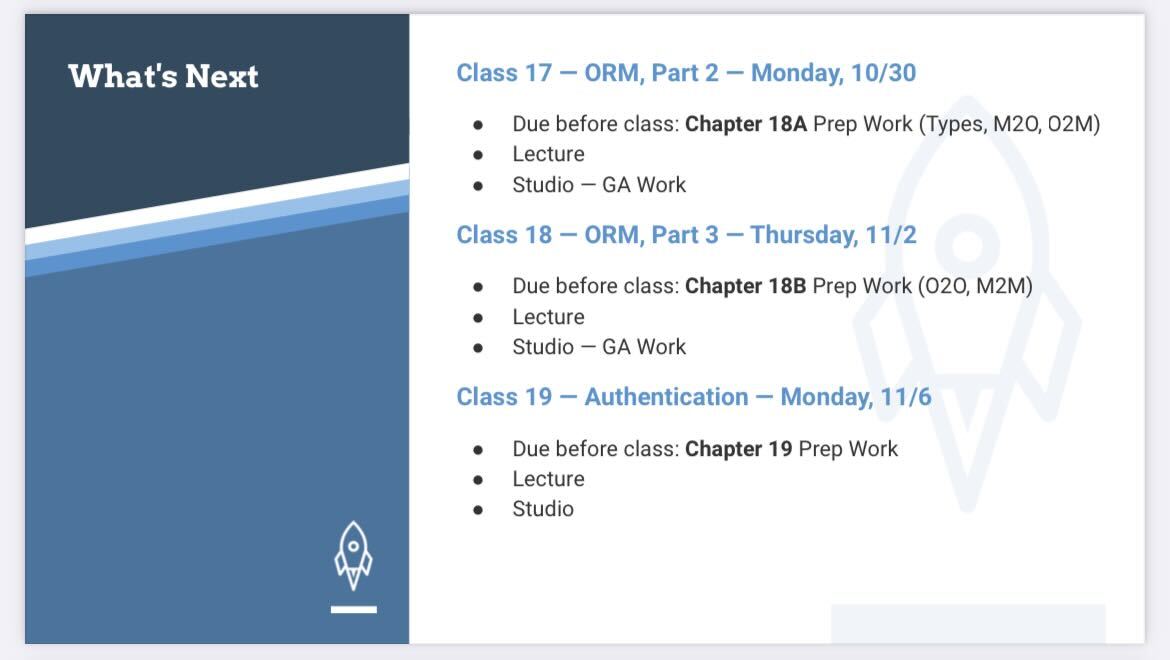 What's Next
Class 17 — ORM, Part 2 — Monday, 10/30
● Due before class: Chapter 18A Prep Work (Types, M2O, O2M)
● Lecture
● Studio — GA Work
Class 18 — ORM, Part 3 — Thursday, 11/2
● Due before class: Chapter 18B Prep Work (O2O, M2M)
● Lecture
● Studio — GA Work
Class 19 — Authentication — Monday, 11/6
● Due before class: Chapter 19 Prep Work
● Lecture
● Studio